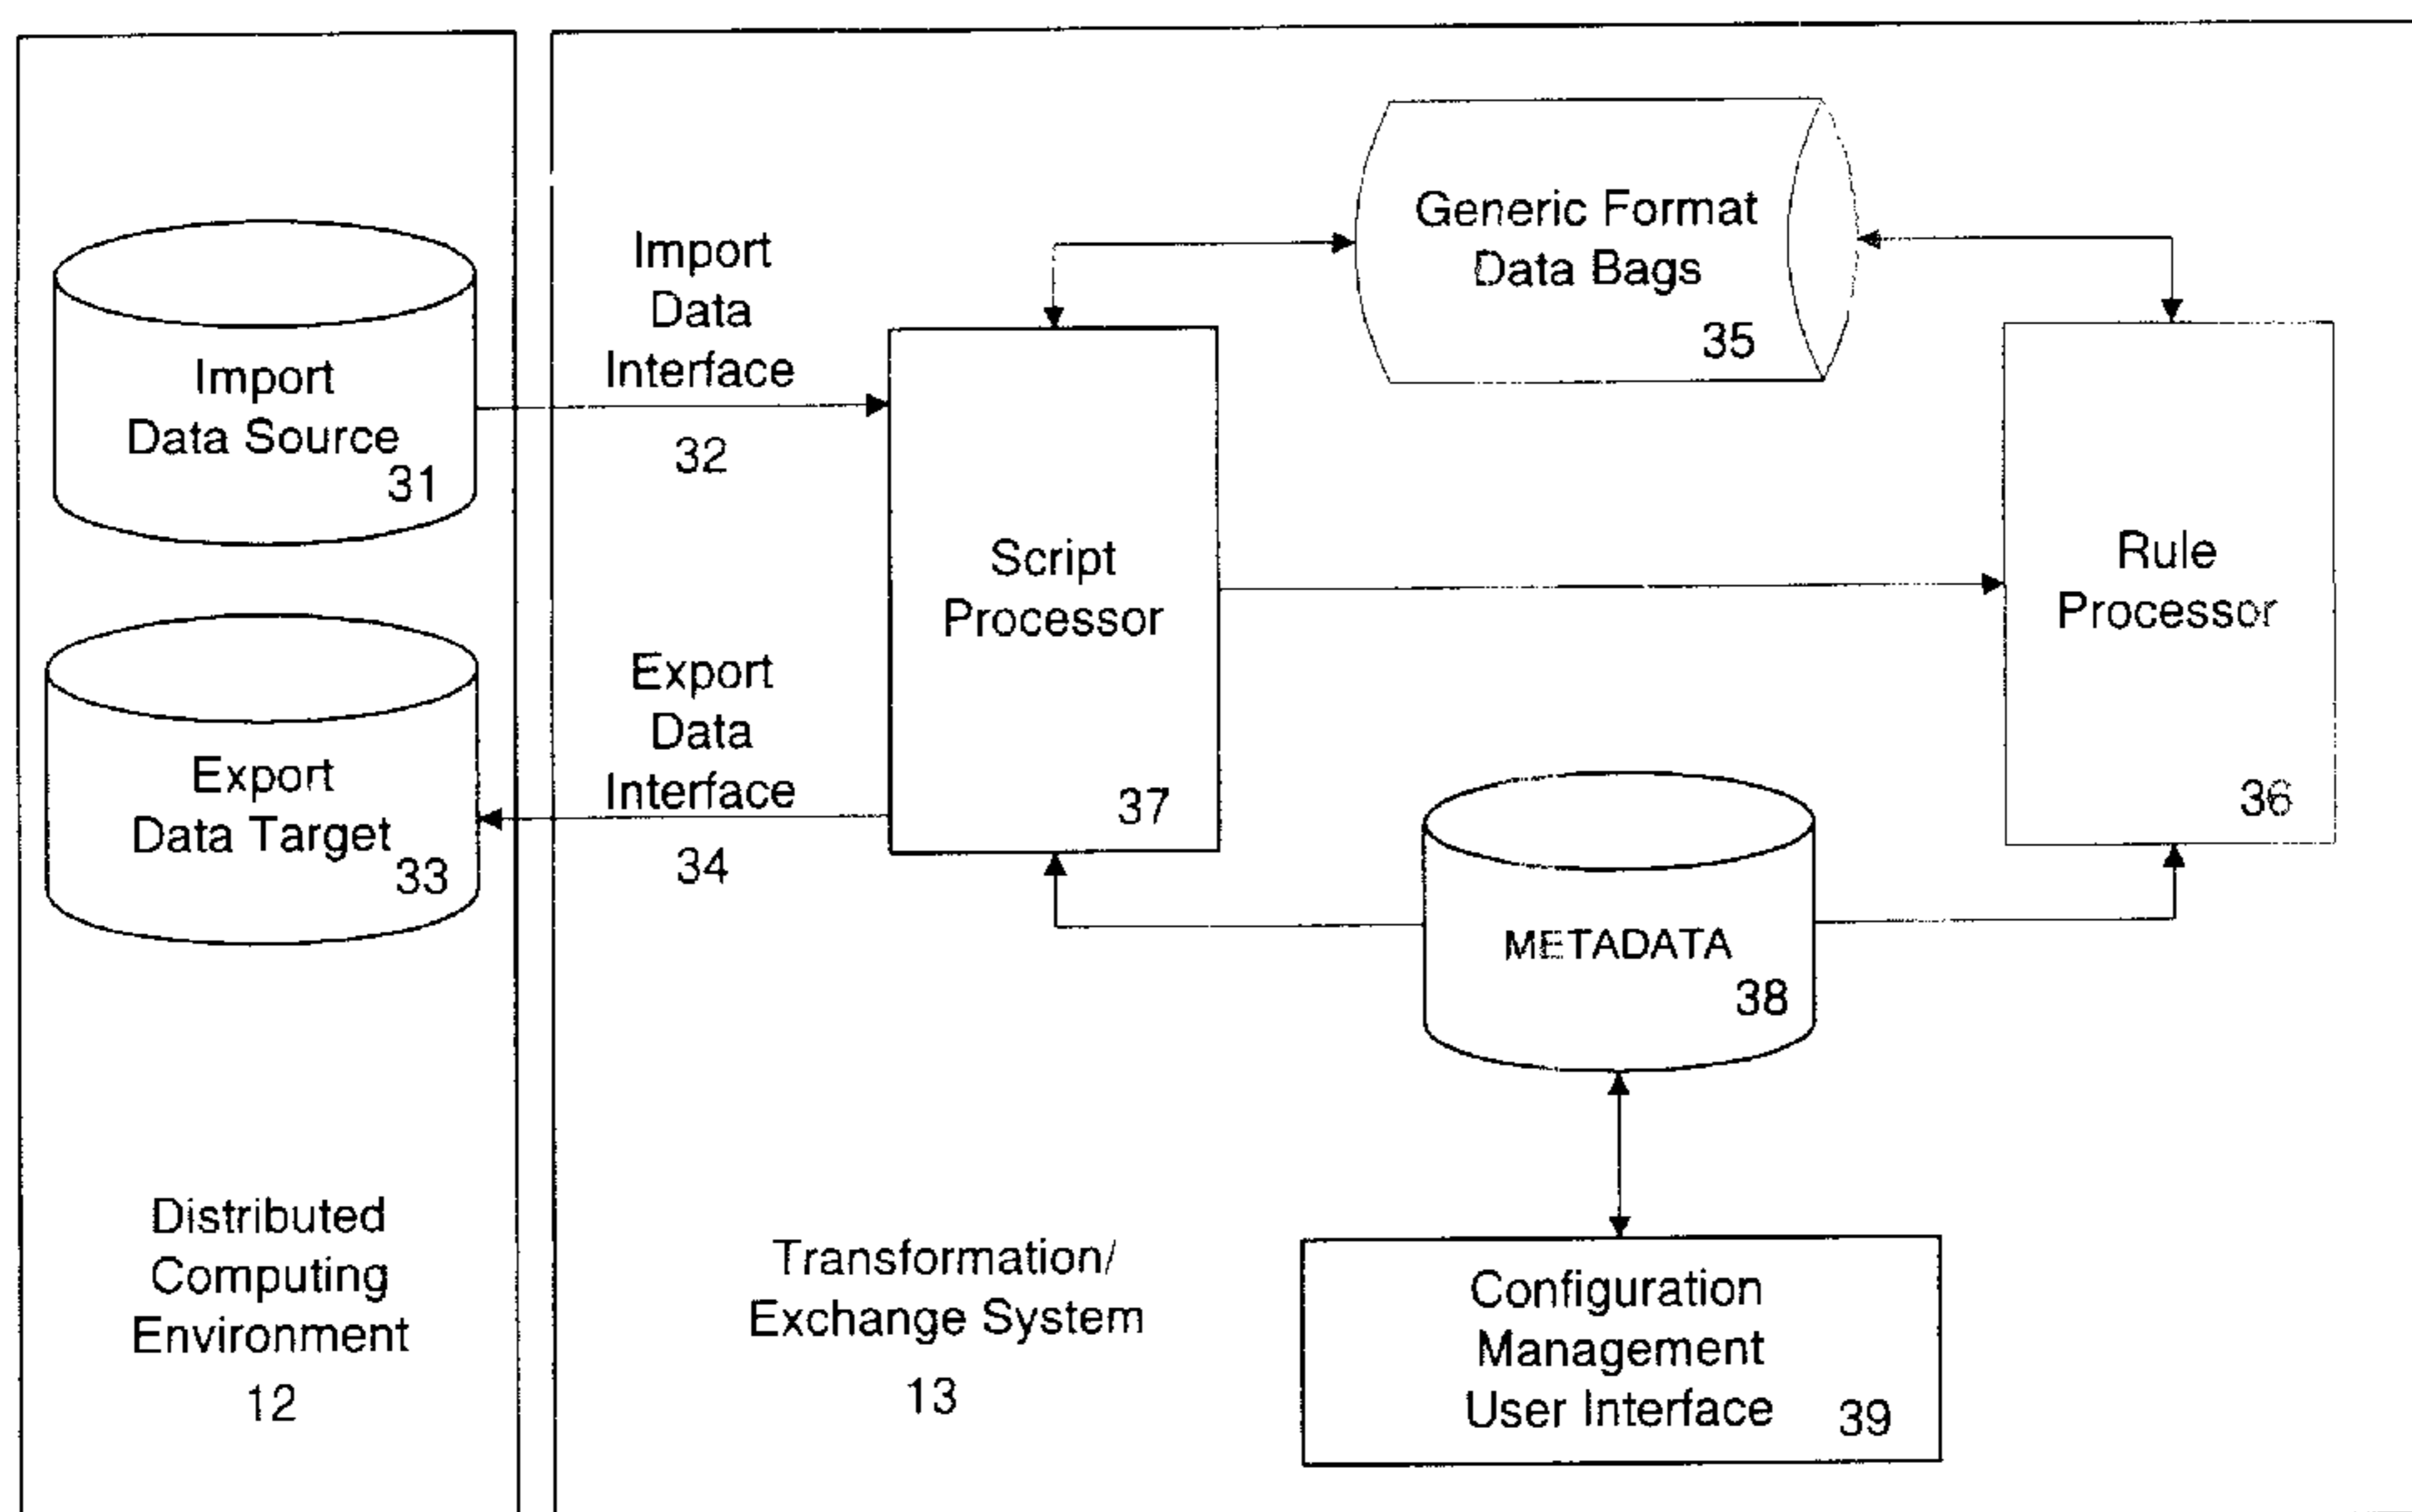 Import
Data Source
31
Export
Data Target
33
Distributed
Computing
Environment
12
Import
Data
Interface
32
Export
Data
Interface
34
Script
Processor
37
Generic Format
Data Bags
35
Rule
Processor
36
METADATA
38
Transformation/
Exchange System
13
Configuration
Management
User Interface 39